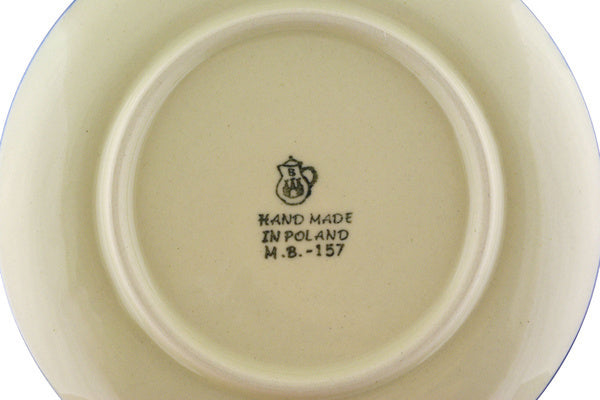 B
HAND MADE
IN POLAND
M.B.-157